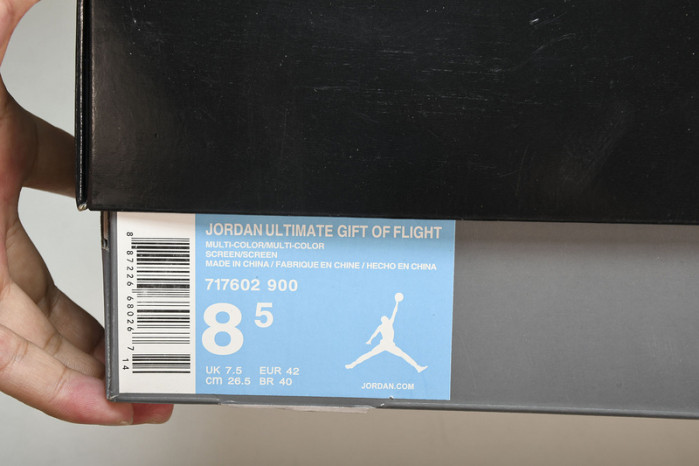 JORDAN ULTIMATE GIFT OF FLIGHT
MULTI-COLOR/MULTI-COLOR
SCREEN/SCREEN
MADE IN CHINA / FABRIQUE EN CHINE / HECHO EN CHINA
717602 900
8 5
UK 7.5 EUR 42
CM 26.5 BR 40
JORDAN.COM
8 87226 68026 7 14